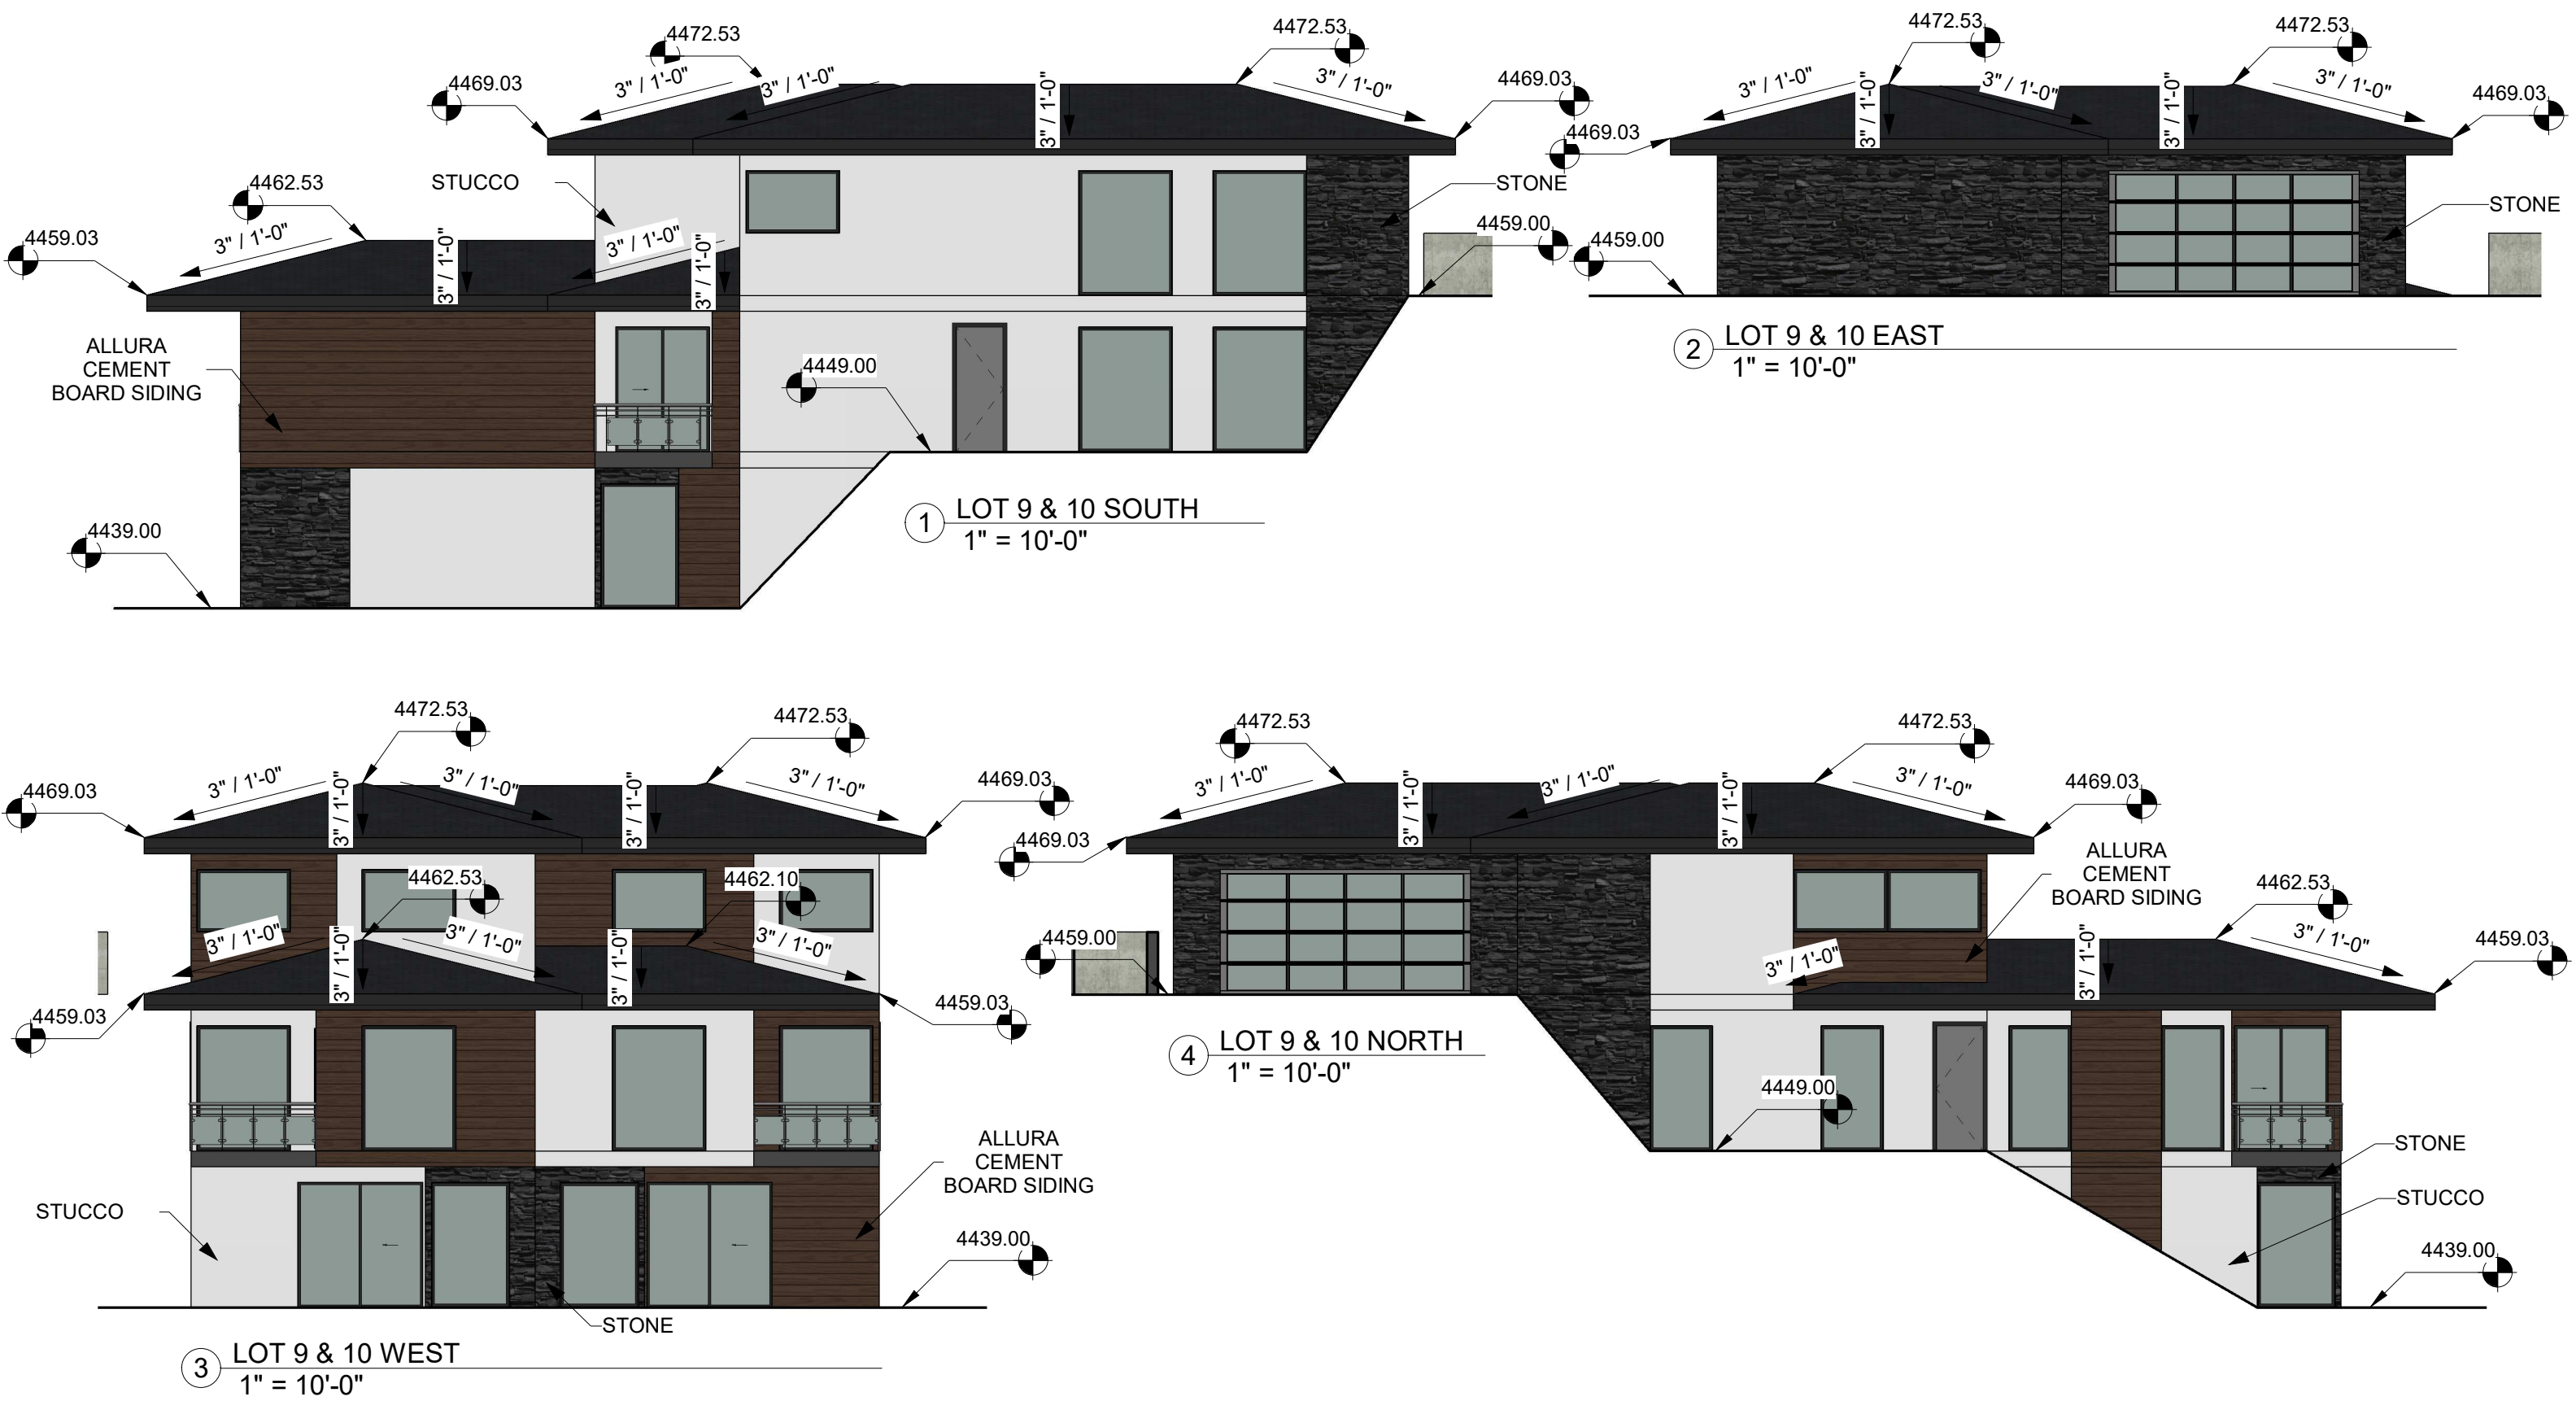 4472.53
3" / 1'-0"
3" / 1'-0"
3" / 1'-0"
4472.53
3" / 1'-0"
4469.03
4469.03
STUCCO
STONE
4462.53
4459.03
3" / 1'-0"
3" / 1'-0"
3" / 1'-0"
3" / 1'-0"
4459.00
ALLURA
CEMENT
BOARD SIDING
4449.00
4439.00
1 LOT 9 & 10 SOUTH
1" = 10'-0"
4472.53
4472.53
3" / 1'-0"
3" / 1'-0"
3" / 1'-0"
3" / 1'-0"
3" / 1'-0"
4469.03
4469.03
STONE
4459.00
2 LOT 9 & 10 EAST
1" = 10'-0"
4472.53
4472.53
3" / 1'-0"
3" / 1'-0"
3" / 1'-0"
3" / 1'-0"
3" / 1'-0"
4469.03
4469.03
4462.53
4462.10
3" / 1'-0"
3" / 1'-0"
3" / 1'-0"
3" / 1'-0"
3" / 1'-0"
4459.03
4459.03
ALLURA
CEMENT
BOARD SIDING
STUCCO
4439.00
STONE
3 LOT 9 & 10 WEST
1" = 10'-0"
4472.53
4472.53
3" / 1'-0"
3" / 1'-0"
3" / 1'-0"
3" / 1'-0"
3" / 1'-0"
4469.03
4469.03
ALLURA
CEMENT
BOARD SIDING
4462.53
3" / 1'-0"
3" / 1'-0"
3" / 1'-0"
4459.00
4459.03
4449.00
STONE
STUCCO
4439.00
4 LOT 9 & 10 NORTH
1" = 10'-0"